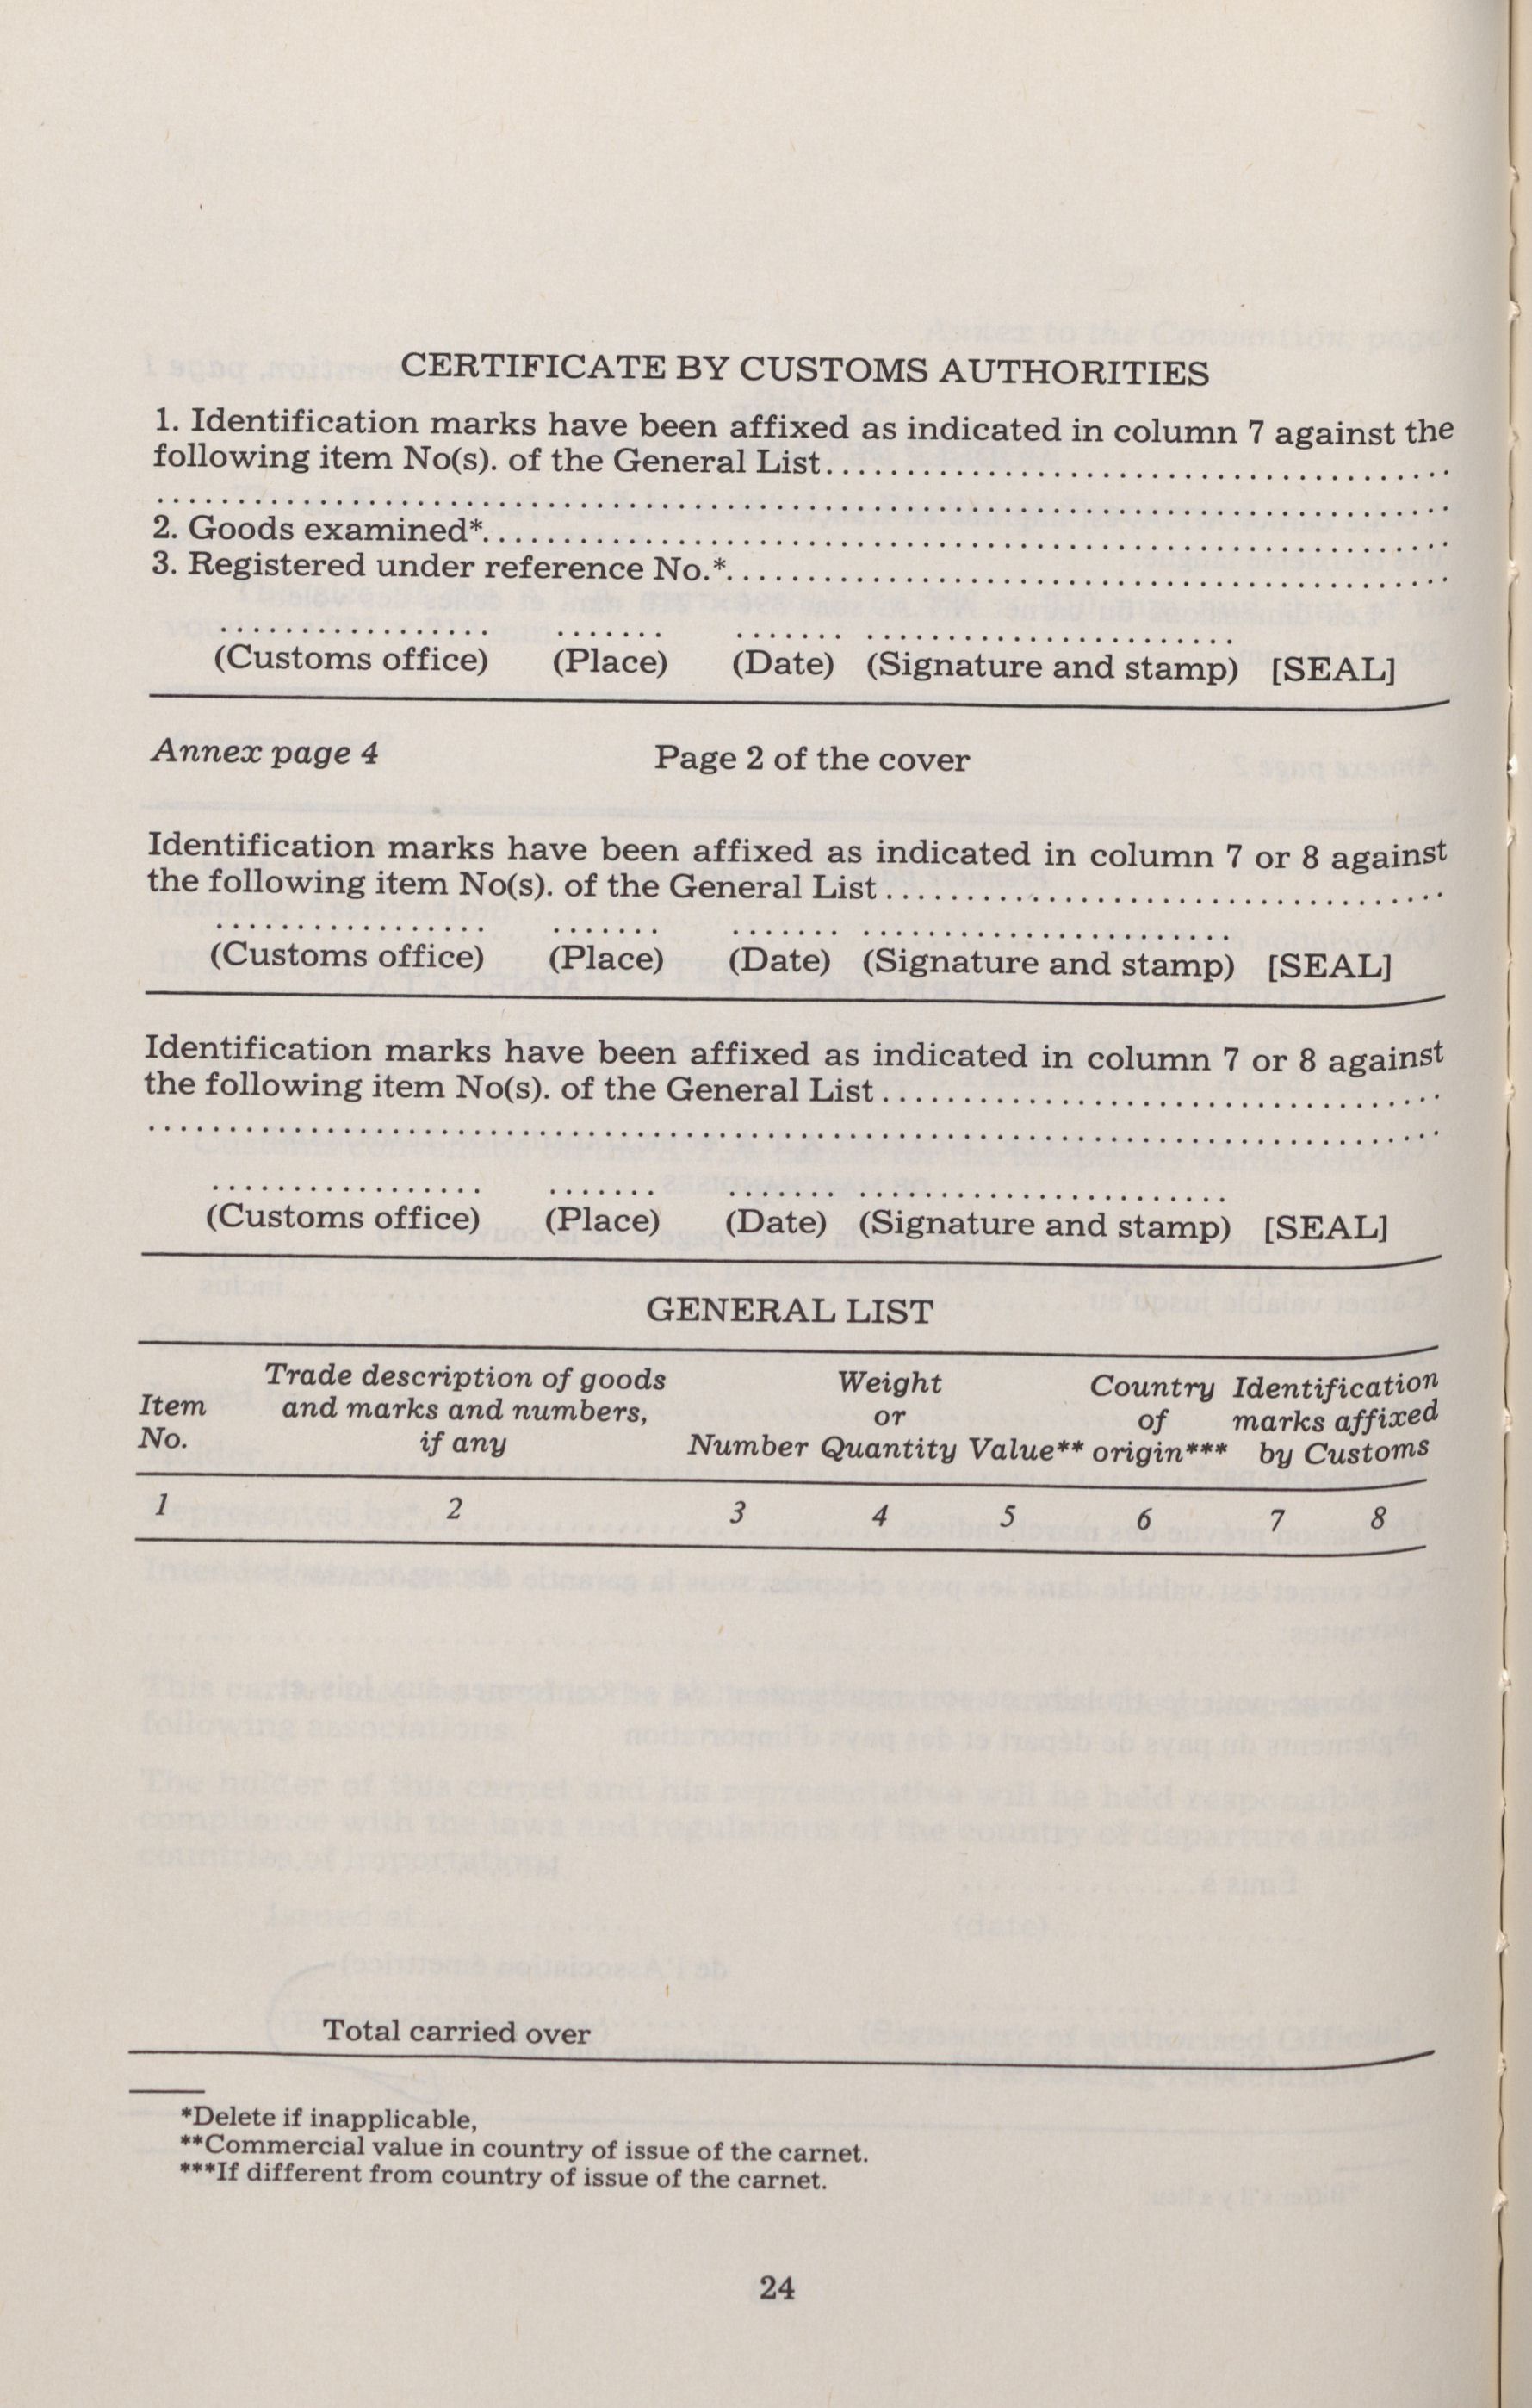 CERTIFICATE BY CUSTOMS AUTHORITIES
1. Identification marks have been affixed as indicated in column 7 against the
following item No(s). of the General List........................................
................................................................................
2. Goods examined*............................................................
3. Registered under reference No.*.............................................
................. ....... ....... .......................
(Customs office) (Place) (Date) (Signature and stamp) [SEAL]
Annex page 4 Page 2 of the cover
Identification marks have been affixed as indicated in column 7 or 8 against
the following item No(s). of the General List...................................
................. ....... ....... .......................
(Customs office) (Place) (Date) (Signature and stamp) [SEAL]
Identification marks have been affixed as indicated in column 7 or 8 against
the following item No(s). of the General List...................................
................................................................................
................. ....... ....... .......................
(Customs office) (Place) (Date) (Signature and stamp) [SEAL]
GENERAL LIST
Trade description of goods Weight Country Identification
Item and marks and numbers, or of marks affixed
No. if any Number Quantity Value** origin*** by Customs
1 2 3 4 5 6 7 8
Total carried over
*Delete if inapplicable,
**Commercial value in country of issue of the carnet.
***If different from country of issue of the carnet.
24